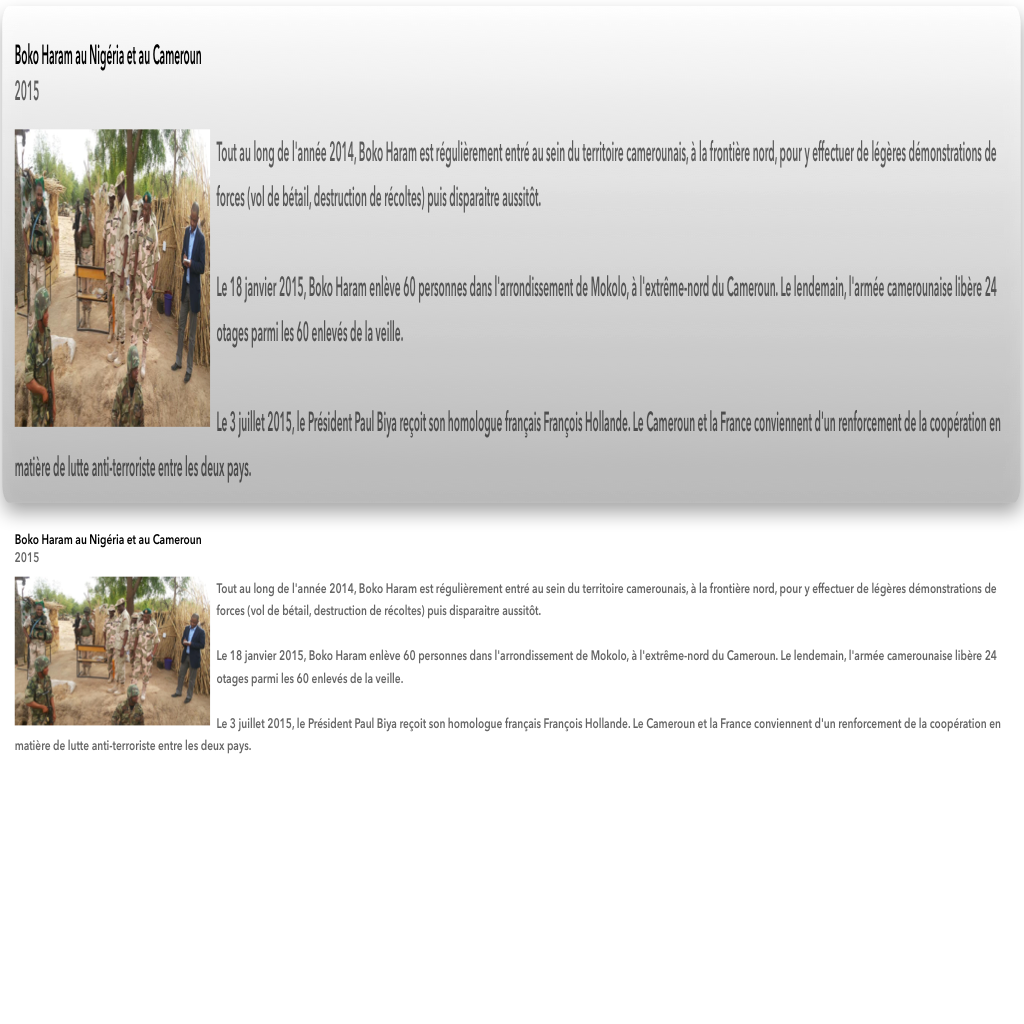 Boko Haram au Nigéria et au Cameroun
2015
Tout au long de l'année 2014, Boko Haram est régulièrement entré au sein du territoire camerounais, à la frontière nord, pour y effectuer de légères démonstrations de
forces (vol de bétail, destruction de récoltes) puis disparaitre aussitôt.
Le 18 janvier 2015, Boko Haram enlève 60 personnes dans l'arrondissement de Mokolo, à l'extrême-nord du Cameroun. Le lendemain, l'armée camerounaise libère 24
otages parmi les 60 enlevés de la veille.
Le 3 juillet 2015, le Président Paul Biya reçoit son homologue français François Hollande. Le Cameroun et la France conviennent d'un renforcement de la coopération en
matière de lutte anti-terroriste entre les deux pays.
Boko Haram au Nigéria et au Cameroun
2015
Tout au long de l'année 2014, Boko Haram est régulièrement entré au sein du territoire camerounais, à la frontière nord, pour y effectuer de légères démonstrations de
forces (vol de bétail, destruction de récoltes) puis disparaitre aussitôt.
Le 18 janvier 2015, Boko Haram enlève 60 personnes dans l'arrondissement de Mokolo, à l'extrême-nord du Cameroun. Le lendemain, l'armée camerounaise libère 24
otages parmi les 60 enlevés de la veille.
Le 3 juillet 2015, le Président Paul Biya reçoit son homologue français François Hollande. Le Cameroun et la France conviennent d'un renforcement de la coopération en
matière de lutte anti-terroriste entre les deux pays.